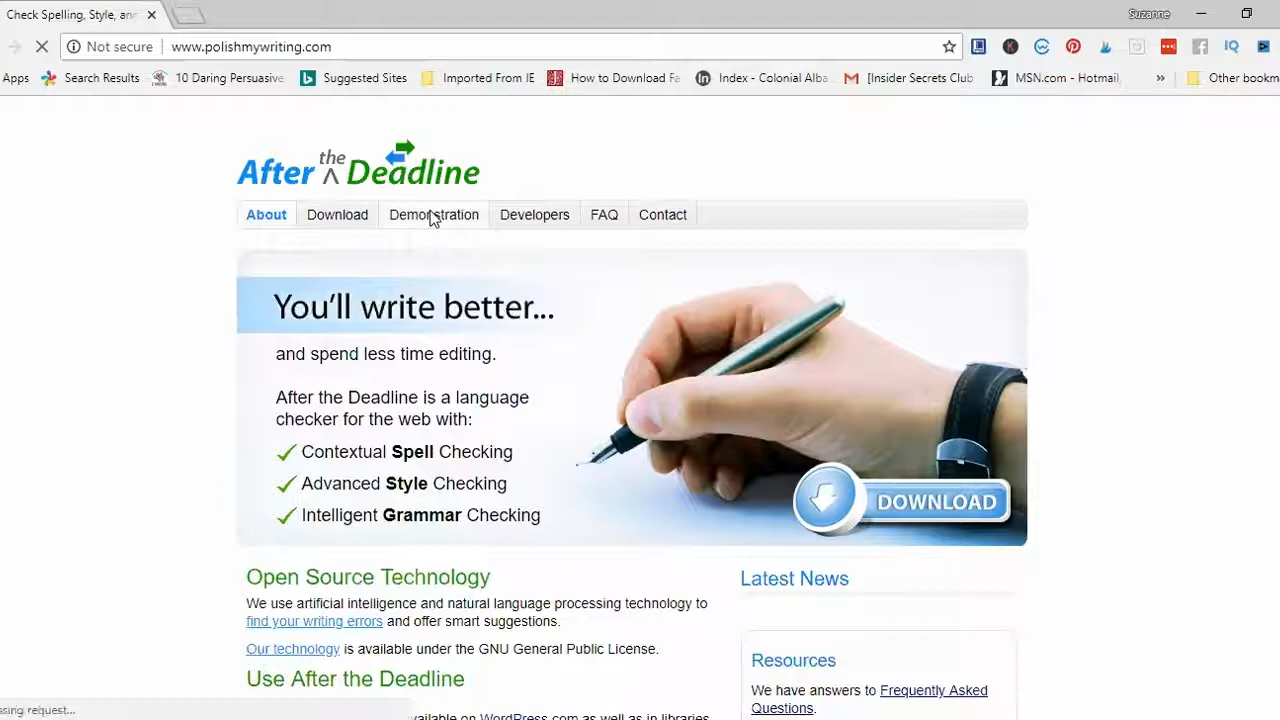 Check Spelling, Style, an
Suzanne
Not secure
www.polishmywriting.com
Apps
Search Results
10 Daring Persuasive
Suggested Sites
Imported From IE
How to Download Fa
Index - Colonial Alba
[Insider Secrets Club
MSN.com - Hotmail,
»
Other bookm
After the Deadline
About
Download
Demonstration
Developers
FAQ
Contact
You'll write better...
and spend less time editing.
After the Deadline is a language
checker for the web with:
Contextual Spell Checking
Advanced Style Checking
Intelligent Grammar Checking
DOWNLOAD
Open Source Technology
We use artificial intelligence and natural language processing technology to
find your writing errors and offer smart suggestions.
Our technology is available under the GNU General Public License.
Use After the Deadline
Latest News
Resources
We have answers to Frequently Asked
Questions.
vailable on WordPress.com as well as in libraries
ssing request...